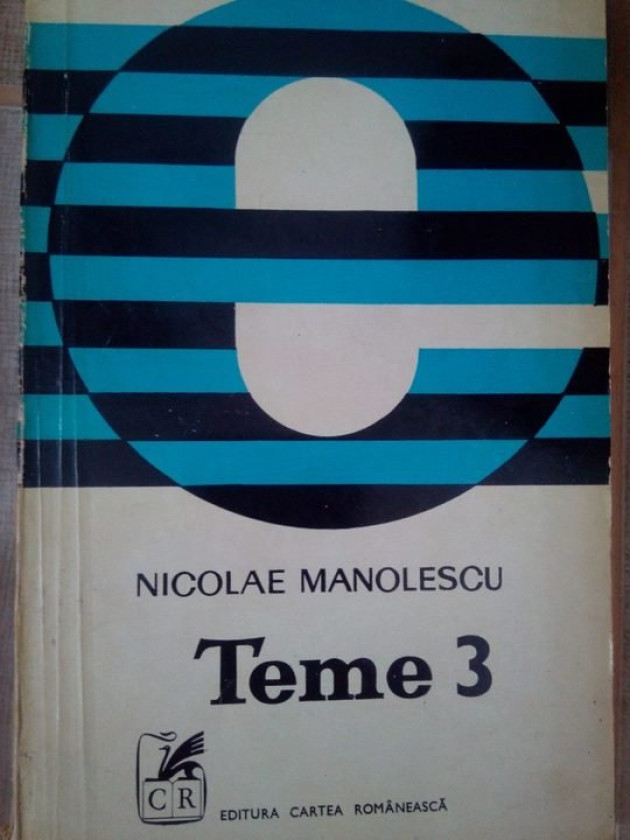 NICOLAE MANOLESCU
Teme 3
CR
EDITURA CARTEA ROMÂNEASCĂ